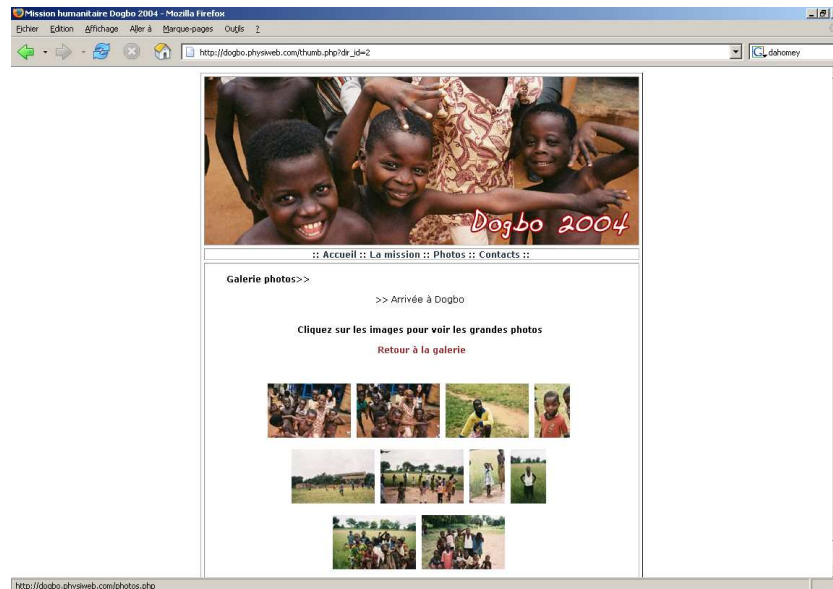 Mission humanitaire Dogbo 2004 - Mozilla Firefox
Fichier Edition Affichage Aller à Marque-pages Outils ?
http://dogbo.physiweb.com/thumb.php?dir_id=2
G dahomey
Dogbo 2004
:: Accueil :: La mission :: Photos :: Contacts ::
Galerie photos>>
>> Arrivée à Dogbo
Cliquez sur les images pour voir les grandes photos
Retour à la galerie
http://dogbo.physiweb.com/photos.php